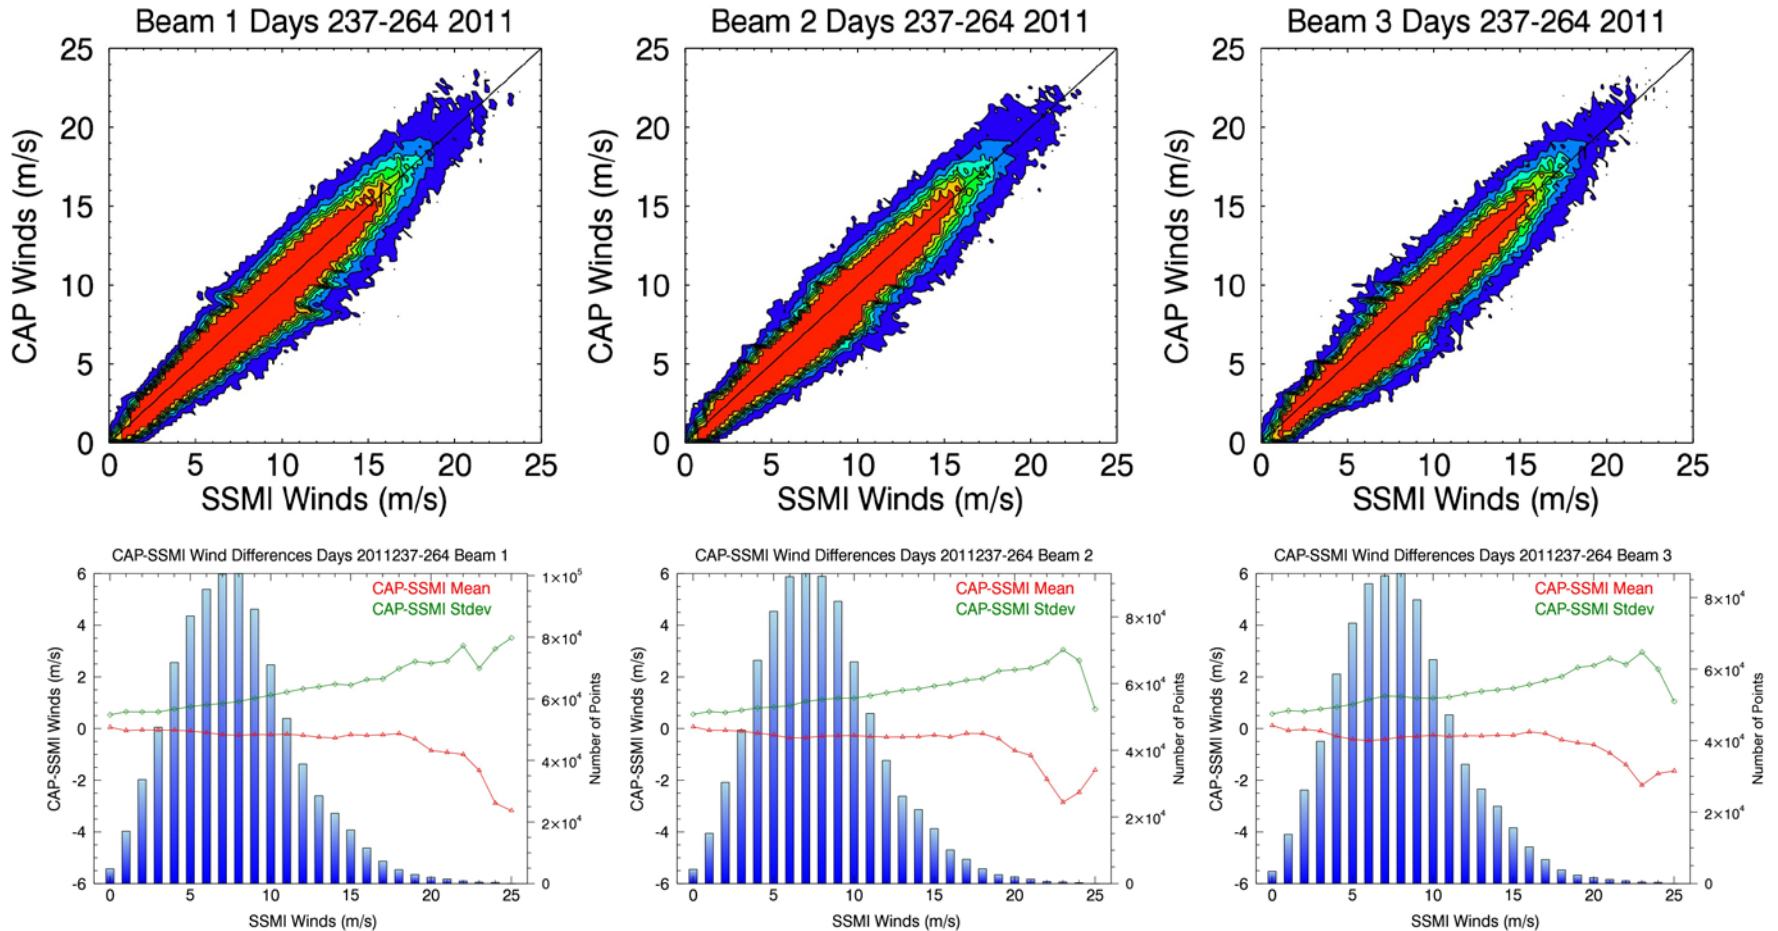 Beam 1 Days 237-264 2011
25
20
15
10
5
0
CAP Winds (m/s)
0 5 10 15 20 25
SSMI Winds (m/s)
Beam 2 Days 237-264 2011
25
20
15
10
5
0
CAP Winds (m/s)
0 5 10 15 20 25
SSMI Winds (m/s)
Beam 3 Days 237-264 2011
25
20
15
10
5
0
CAP Winds (m/s)
0 5 10 15 20 25
SSMI Winds (m/s)
CAP-SSMI Wind Differences Days 2011237-264 Beam 1
CAP-SSMI Mean
CAP-SSMI Stdev
6
4
2
0
-2
-4
-6
CAP-SSMI Winds (m/s)
1×10⁵
8×10⁴
6×10⁴
4×10⁴
2×10⁴
0
Number of Points
0 5 10 15 20 25
SSMI Winds (m/s)
CAP-SSMI Wind Differences Days 2011237-264 Beam 2
CAP-SSMI Mean
CAP-SSMI Stdev
6
4
2
0
-2
-4
-6
CAP-SSMI Winds (m/s)
8×10⁴
6×10⁴
4×10⁴
2×10⁴
0
Number of Points
0 5 10 15 20 25
SSMI Winds (m/s)
CAP-SSMI Wind Differences Days 2011237-264 Beam 3
CAP-SSMI Mean
CAP-SSMI Stdev
6
4
2
0
-2
-4
-6
CAP-SSMI Winds (m/s)
8×10⁴
6×10⁴
4×10⁴
2×10⁴
0
Number of Points
0 5 10 15 20 25
SSMI Winds (m/s)